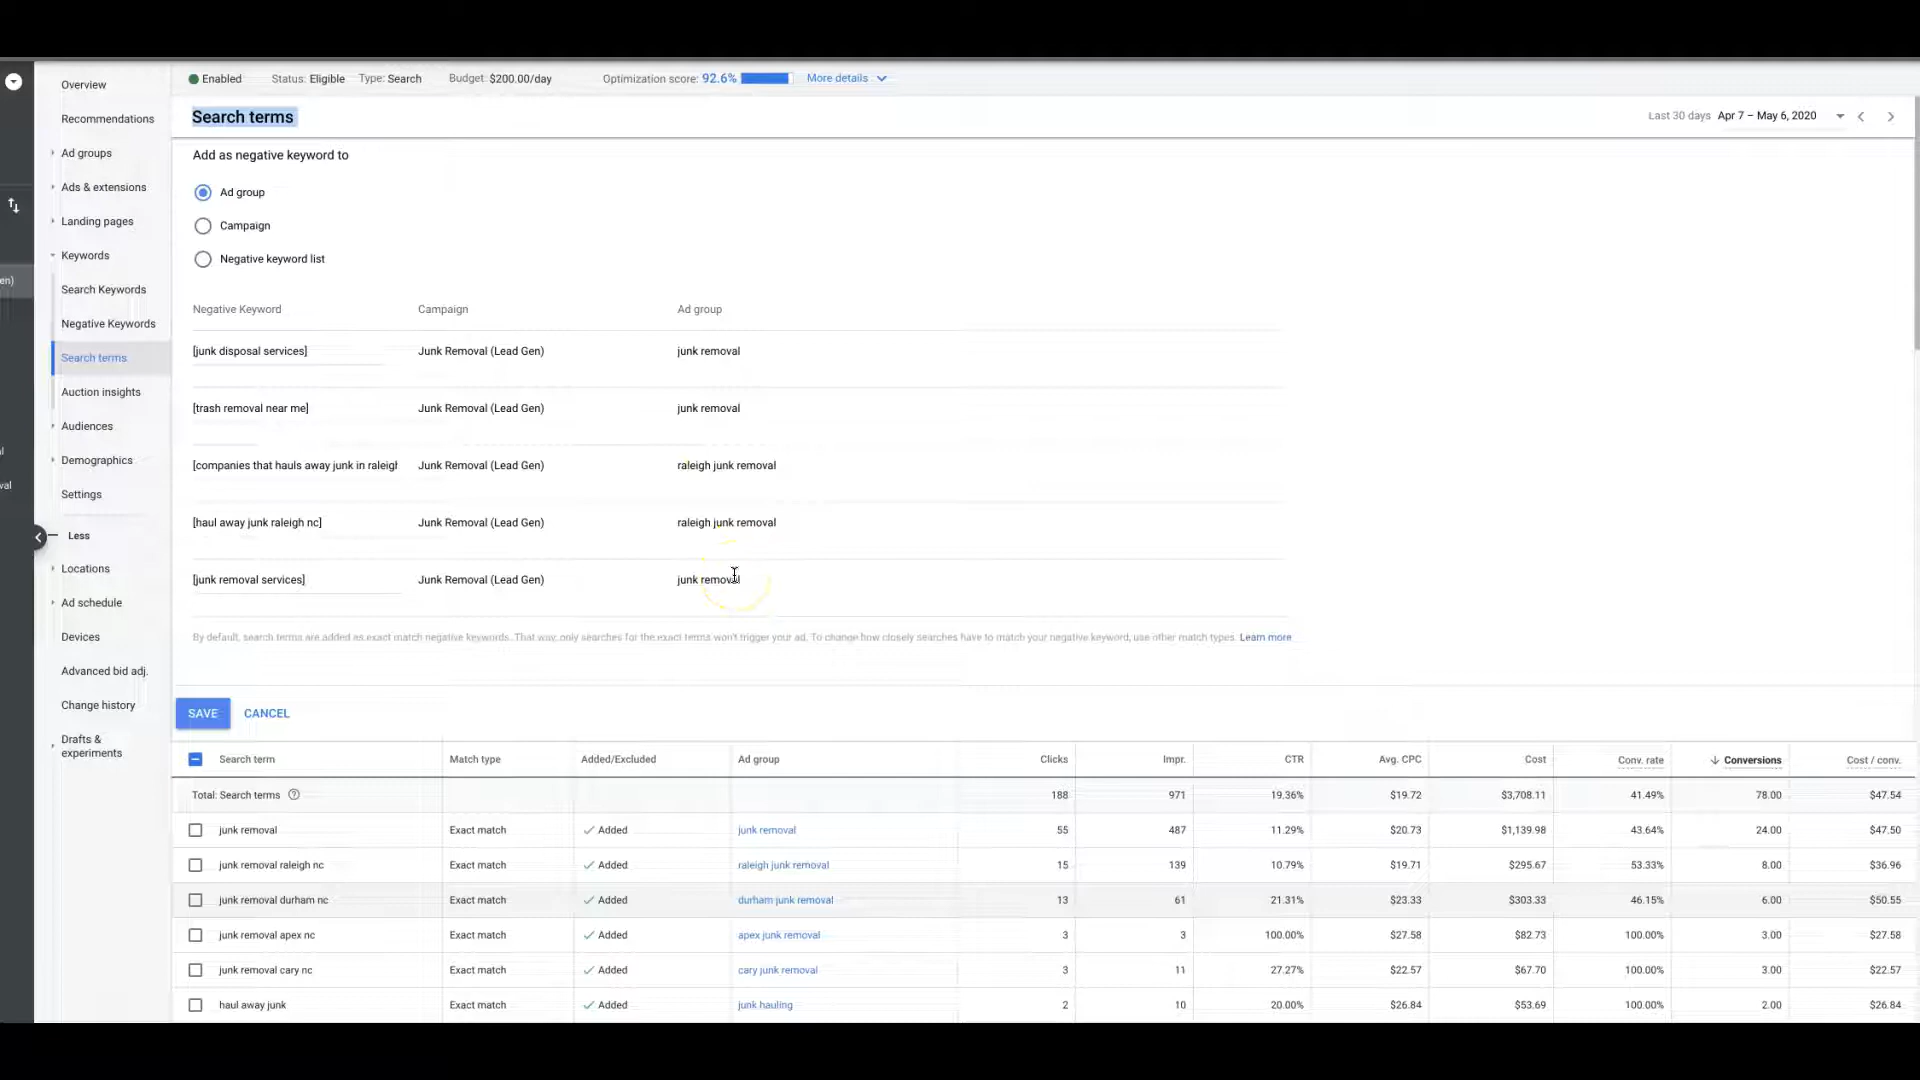 Enabled Status: Eligible Type: Search Budget: $200.00/day Optimization score: 92.6% More details
Search terms
Last 30 days Apr 7 – May 6, 2020
Overview
Recommendations
Ad groups
Ads & extensions
Landing pages
Keywords
Search Keywords
Negative Keywords
Search terms
Auction insights
Audiences
Demographics
Settings
Less
Locations
Ad schedule
Devices
Advanced bid adj.
Change history
Drafts &
experiments
en)
val
Add as negative keyword to
Ad group
Campaign
Negative keyword list
Negative Keyword Campaign Ad group
[junk disposal services] Junk Removal (Lead Gen) junk removal
[trash removal near me] Junk Removal (Lead Gen) junk removal
[companies that hauls away junk in raleigh Junk Removal (Lead Gen) raleigh junk removal
[haul away junk raleigh nc] Junk Removal (Lead Gen) raleigh junk removal
[junk removal services] Junk Removal (Lead Gen) junk removal
By default, search terms are added as exact match negative keywords. That way, only searches for the exact terms won't trigger your ad. To change how closely searches have to match your negative keyword, use other match types. Learn more
SAVE CANCEL
Search term Match type Added/Excluded Ad group Clicks Impr. CTR Avg. CPC Cost Conv. rate Conversions Cost / conv.
Total: Search terms 188 971 19.36% $19.72 $3,708.11 41.49% 78.00 $47.54
junk removal Exact match Added junk removal 55 487 11.29% $20.73 $1,139.98 43.64% 24.00 $47.50
junk removal raleigh nc Exact match Added raleigh junk removal 15 139 10.79% $19.71 $295.67 53.33% 8.00 $36.96
junk removal durham nc Exact match Added durham junk removal 13 61 21.31% $23.33 $303.33 46.15% 6.00 $50.55
junk removal apex nc Exact match Added apex junk removal 3 3 100.00% $27.58 $82.73 100.00% 3.00 $27.58
junk removal cary nc Exact match Added cary junk removal 3 11 27.27% $22.57 $67.70 100.00% 3.00 $22.57
haul away junk Exact match Added junk hauling 2 10 20.00% $26.84 $53.69 100.00% 2.00 $26.84